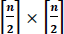 ⌈n/2⌉ × ⌈n/2⌉